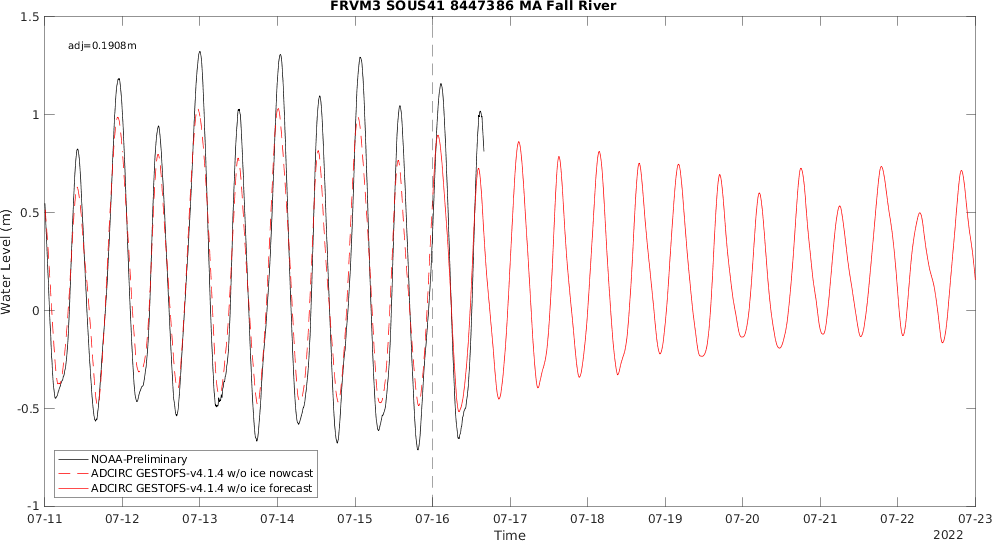 FRVM3 SOUS41 8447386 MA Fall River
adj=0.1908m
1.5
1
0.5
0
-0.5
-1
Water Level (m)
NOAA-Preliminary
ADCIRC GESTOFS-v4.1.4 w/o ice nowcast
ADCIRC GESTOFS-v4.1.4 w/o ice forecast
07-11 07-12 07-13 07-14 07-15 07-16 07-17 07-18 07-19 07-20 07-21 07-22 07-23
Time
2022